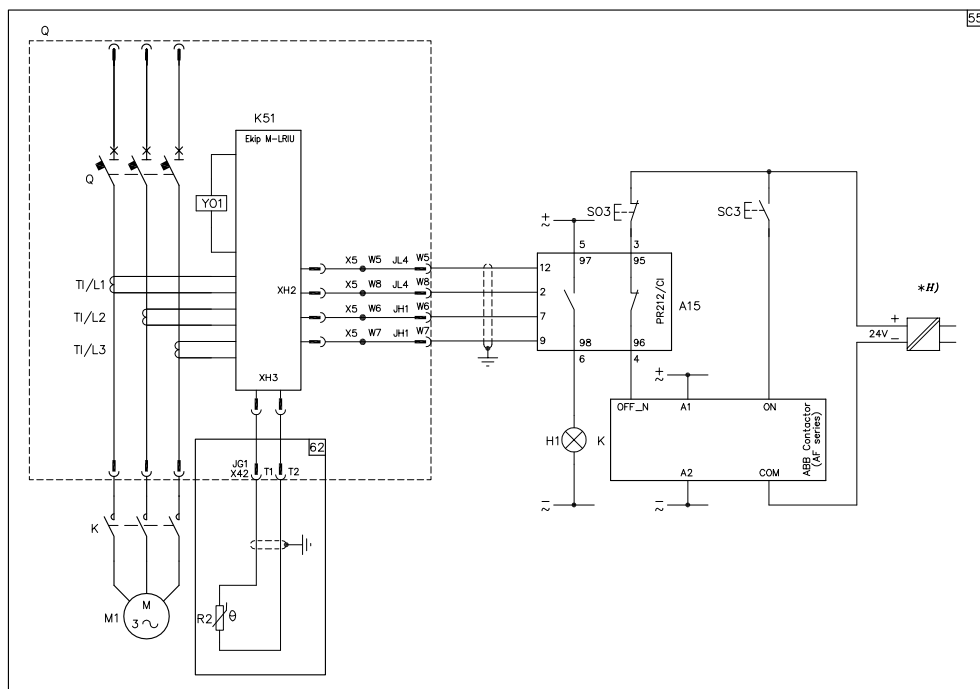 55
Q
K51
Ekip M-LRIU
Q
YO1
SO3
SC3
5 3
X5 W5 JL4 W5
12 97 95
TI/L1
X5 W8 JL4 W8
*H)
XH2
2
PR212/CI
A15
TI/L2
X5 W6 JH1 W6
7
+
24V
−
TI/L3
X5 W7 JH1 W7
9 98 96
6 4
XH3
OFF_N A1 ON
62
H1
K
ABB Contactor
(AF series)
JG1
X42 T1 T2
A2 COM
K
R2 θ
M1
M
3